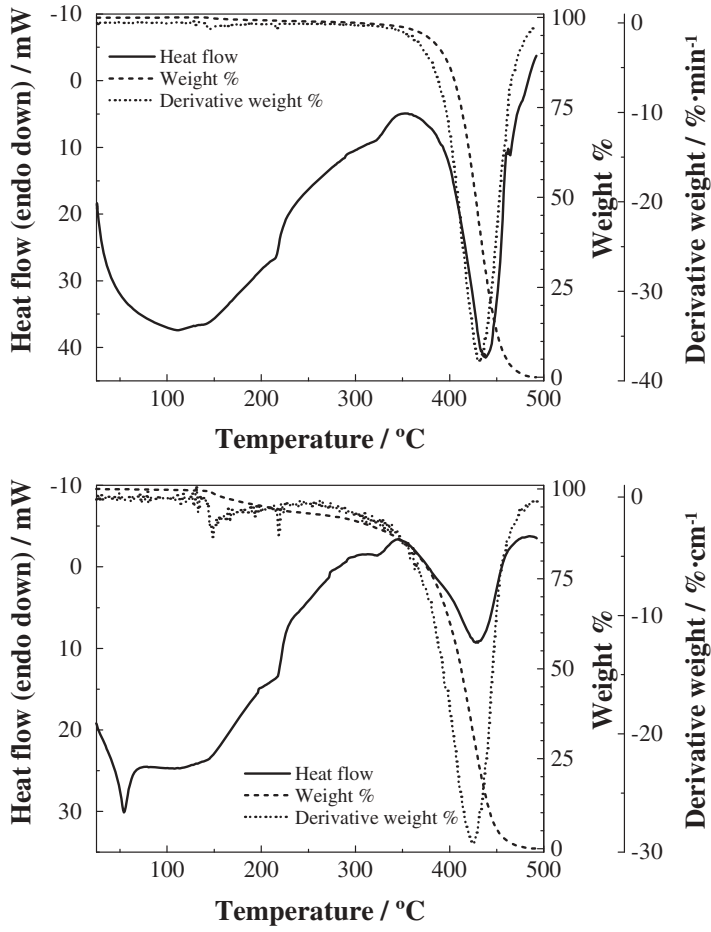 -10
0
10
20
30
40
Heat flow (endo down) / mW
Heat flow
Weight %
Derivative weight %
100
75
50
25
0
Weight %
0
-10
-20
-30
-40
Derivative weight / %·min-1
100
200
300
400
500
Temperature / ºC
-10
0
10
20
30
Heat flow (endo down) / mW
Heat flow
Weight %
Derivative weight %
100
75
50
25
0
Weight %
0
-10
-20
-30
Derivative weight / %·cm-1
100
200
300
400
500
Temperature / ºC